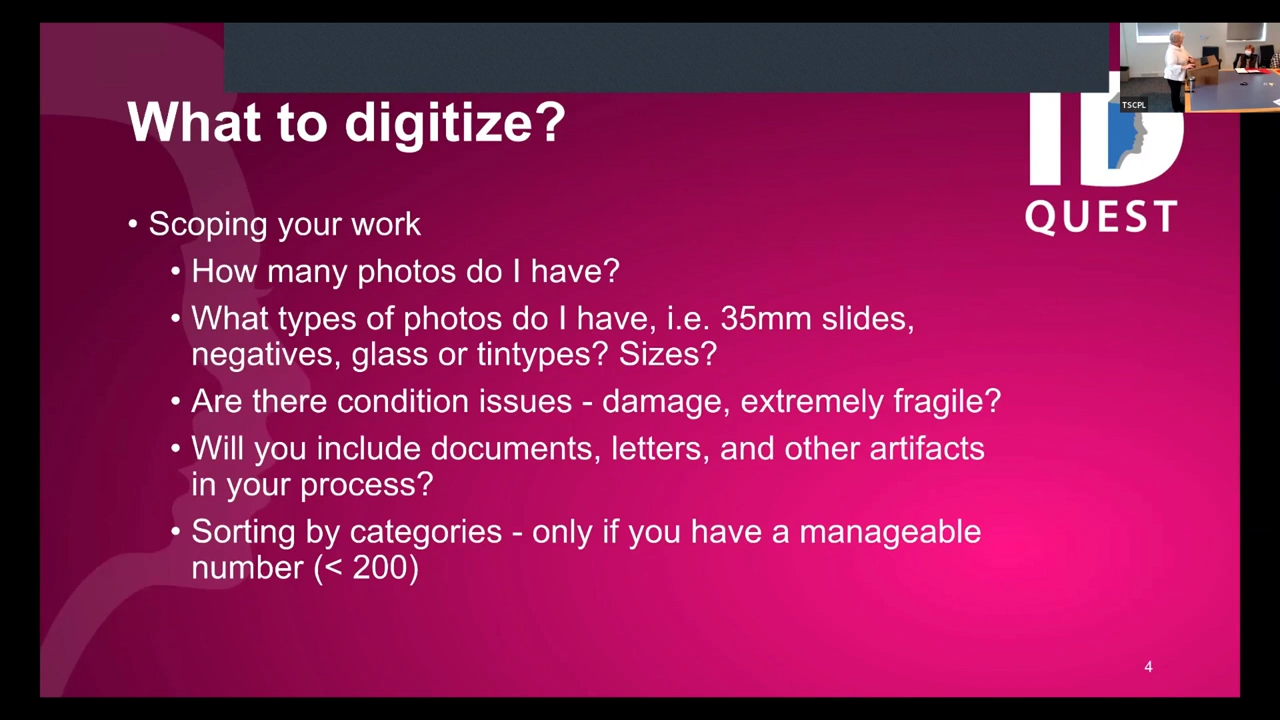 TSCPL
What to digitize?
ID
QUEST
• Scoping your work
• How many photos do I have?
• What types of photos do I have, i.e. 35mm slides,
negatives, glass or tintypes? Sizes?
• Are there condition issues - damage, extremely fragile?
• Will you include documents, letters, and other artifacts
in your process?
• Sorting by categories - only if you have a manageable
number (< 200)
4